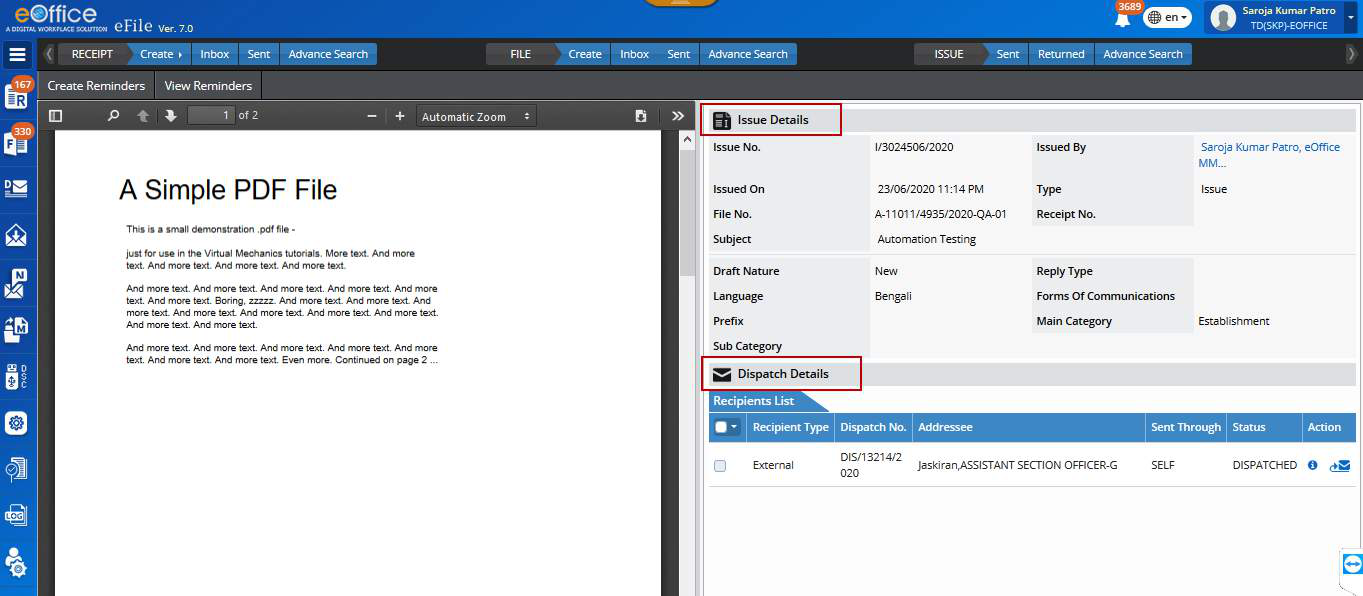 eOffice
A DIGITAL WORKPLACE SOLUTION
eFile Ver. 7.0
3689
en
Saroja Kumar Patro
TD(SKP)-EOFFICE
RECEIPT Create Inbox Sent Advance Search
FILE Create Inbox Sent Advance Search
ISSUE Sent Returned Advance Search
167
R
330
F
D
N
M
DSC
LOG
Create Reminders View Reminders
1 of 2
Automatic Zoom
A Simple PDF File
This is a small demonstration .pdf file -
just for use in the Virtual Mechanics tutorials. More text. And more
text. And more text. And more text. And more text.
And more text. And more text. And more text. And more text. And more
text. And more text. Boring, zzzzz. And more text. And more text. And
more text. And more text. And more text. And more text. And more text.
And more text. And more text.
And more text. And more text. And more text. And more text. And more
text. And more text. And more text. Even more. Continued on page 2 ...
Issue Details
Issue No. I/3024506/2020 Issued By Saroja Kumar Patro, eOffice
MM...
Issued On 23/06/2020 11:14 PM Type Issue
File No. A-11011/4935/2020-QA-01 Receipt No.
Subject Automation Testing
Draft Nature New Reply Type
Language Bengali Forms Of Communications
Prefix Main Category Establishment
Sub Category
Dispatch Details
Recipients List
Recipient Type Dispatch No. Addressee Sent Through Status Action
External DIS/13214/2
020 Jaskiran,ASSISTANT SECTION OFFICER-G SELF DISPATCHED